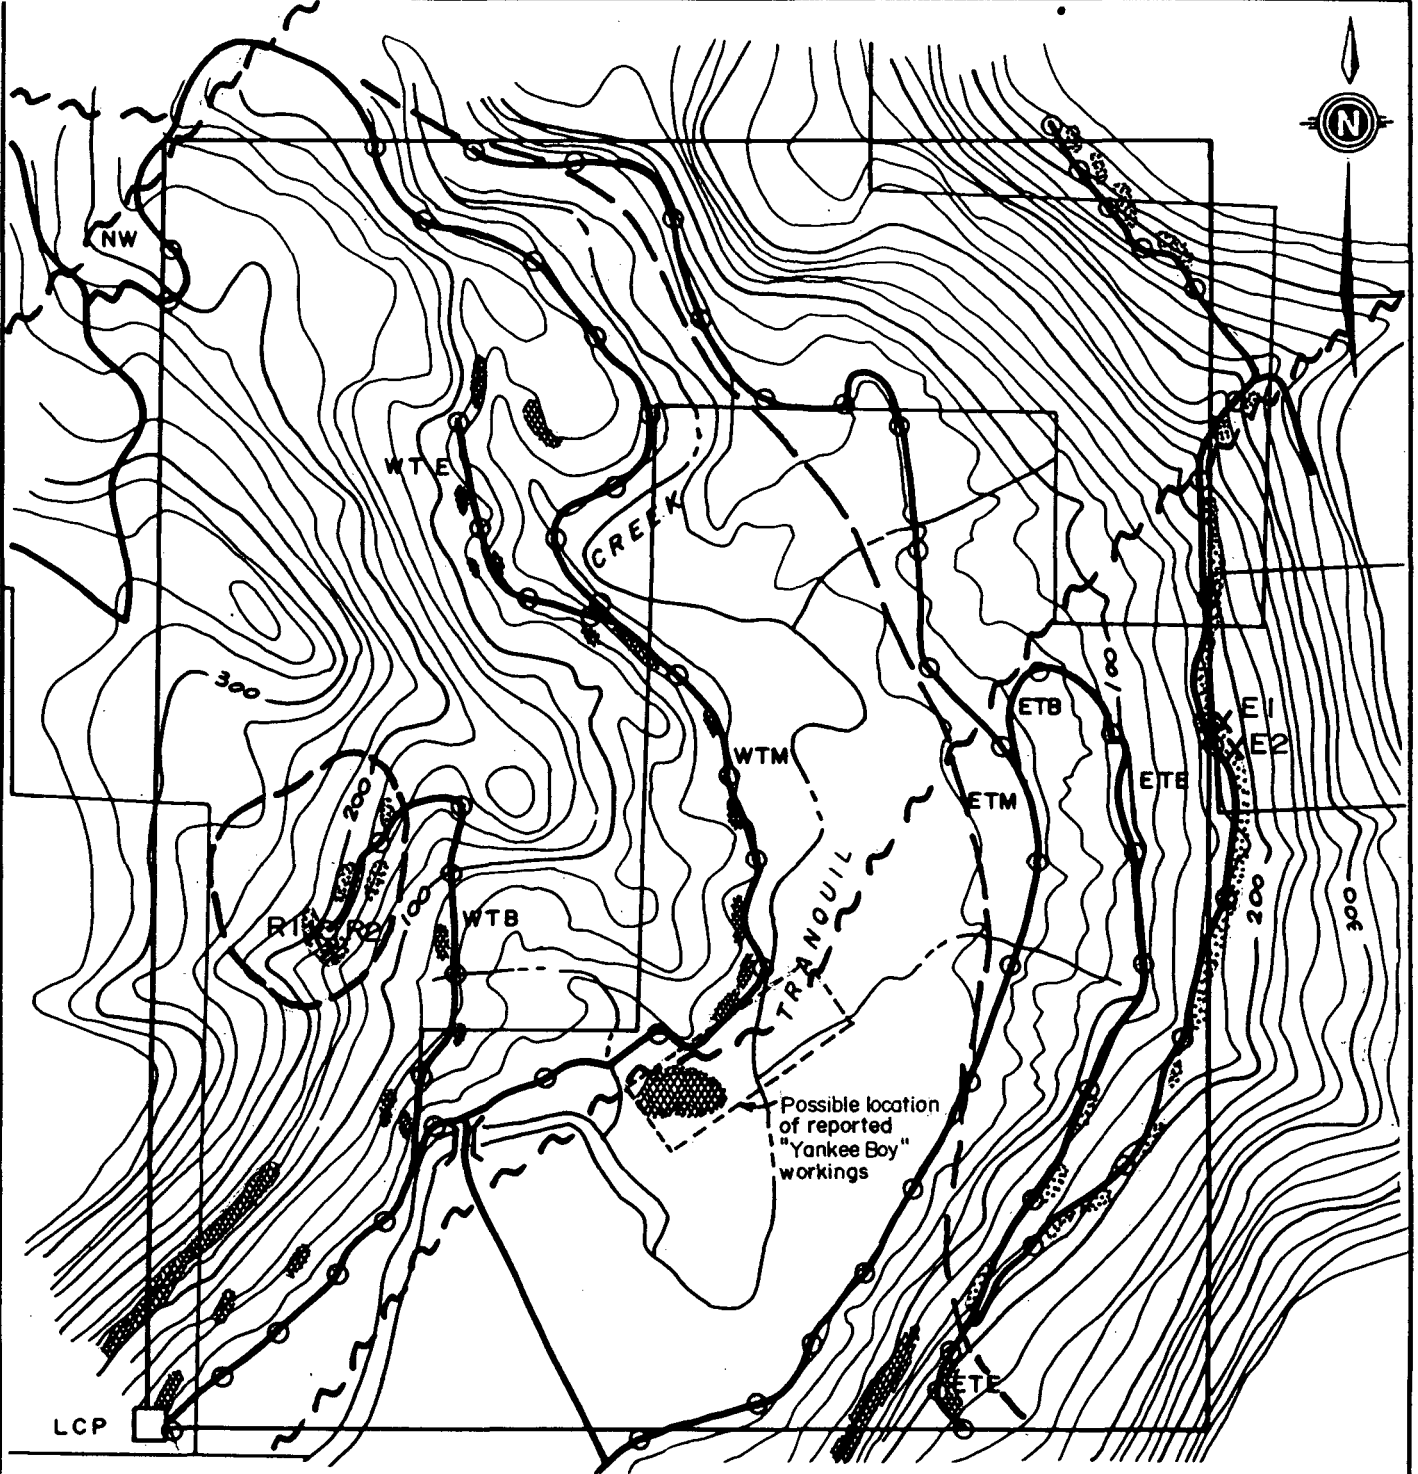 N
NW
WTE
CREEK
300
100
ETB
E1
E2
WTM
ETE
ETM
200
TRANQUIL
100
R1
R2
WTB
200
300
Possible location
of reported
"Yankee Boy"
workings
ETE
LCP